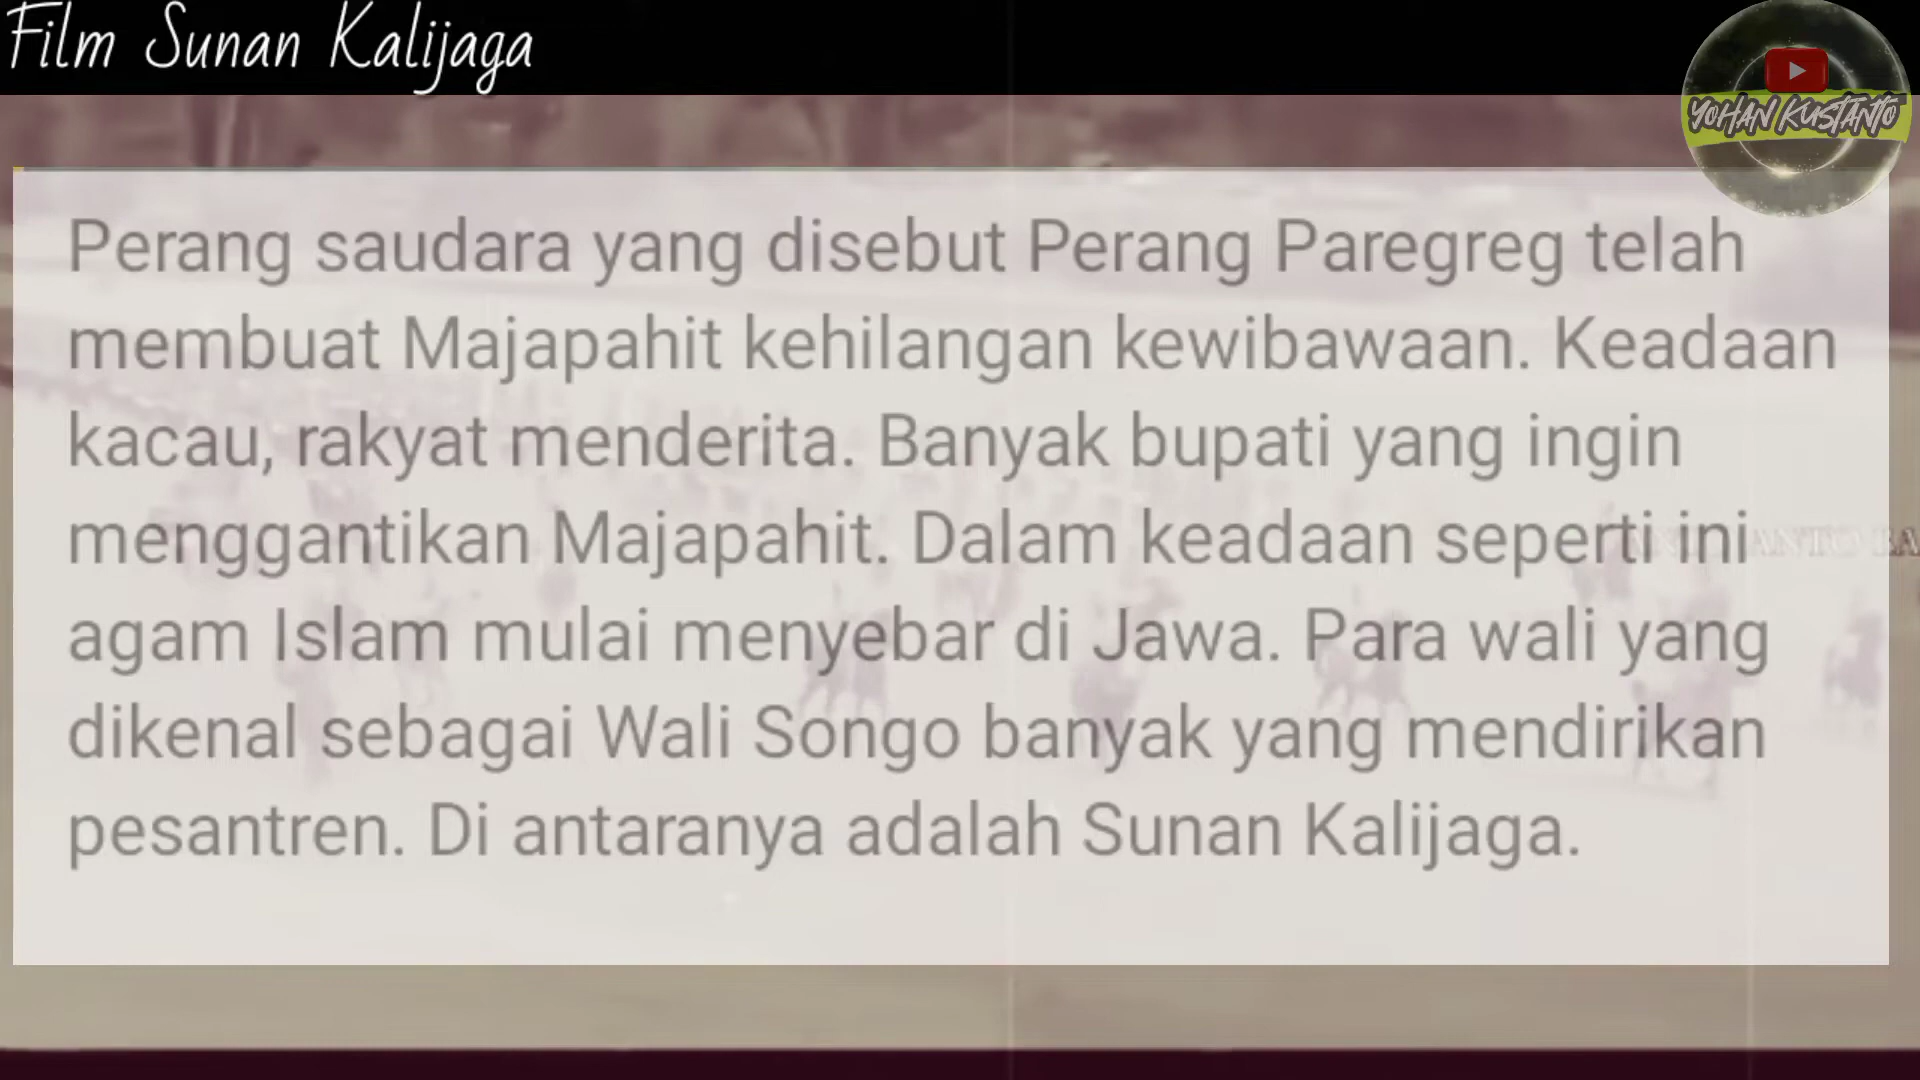 Film Sunan Kalijaga
YOHAN KUSTANTO
Perang saudara yang disebut Perang Paregreg telah
membuat Majapahit kehilangan kewibawaan. Keadaan
kacau, rakyat menderita. Banyak bupati yang ingin
menggantikan Majapahit. Dalam keadaan seperti ini
agam Islam mulai menyebar di Jawa. Para wali yang
dikenal sebagai Wali Songo banyak yang mendirikan
pesantren. Di antaranya adalah Sunan Kalijaga.